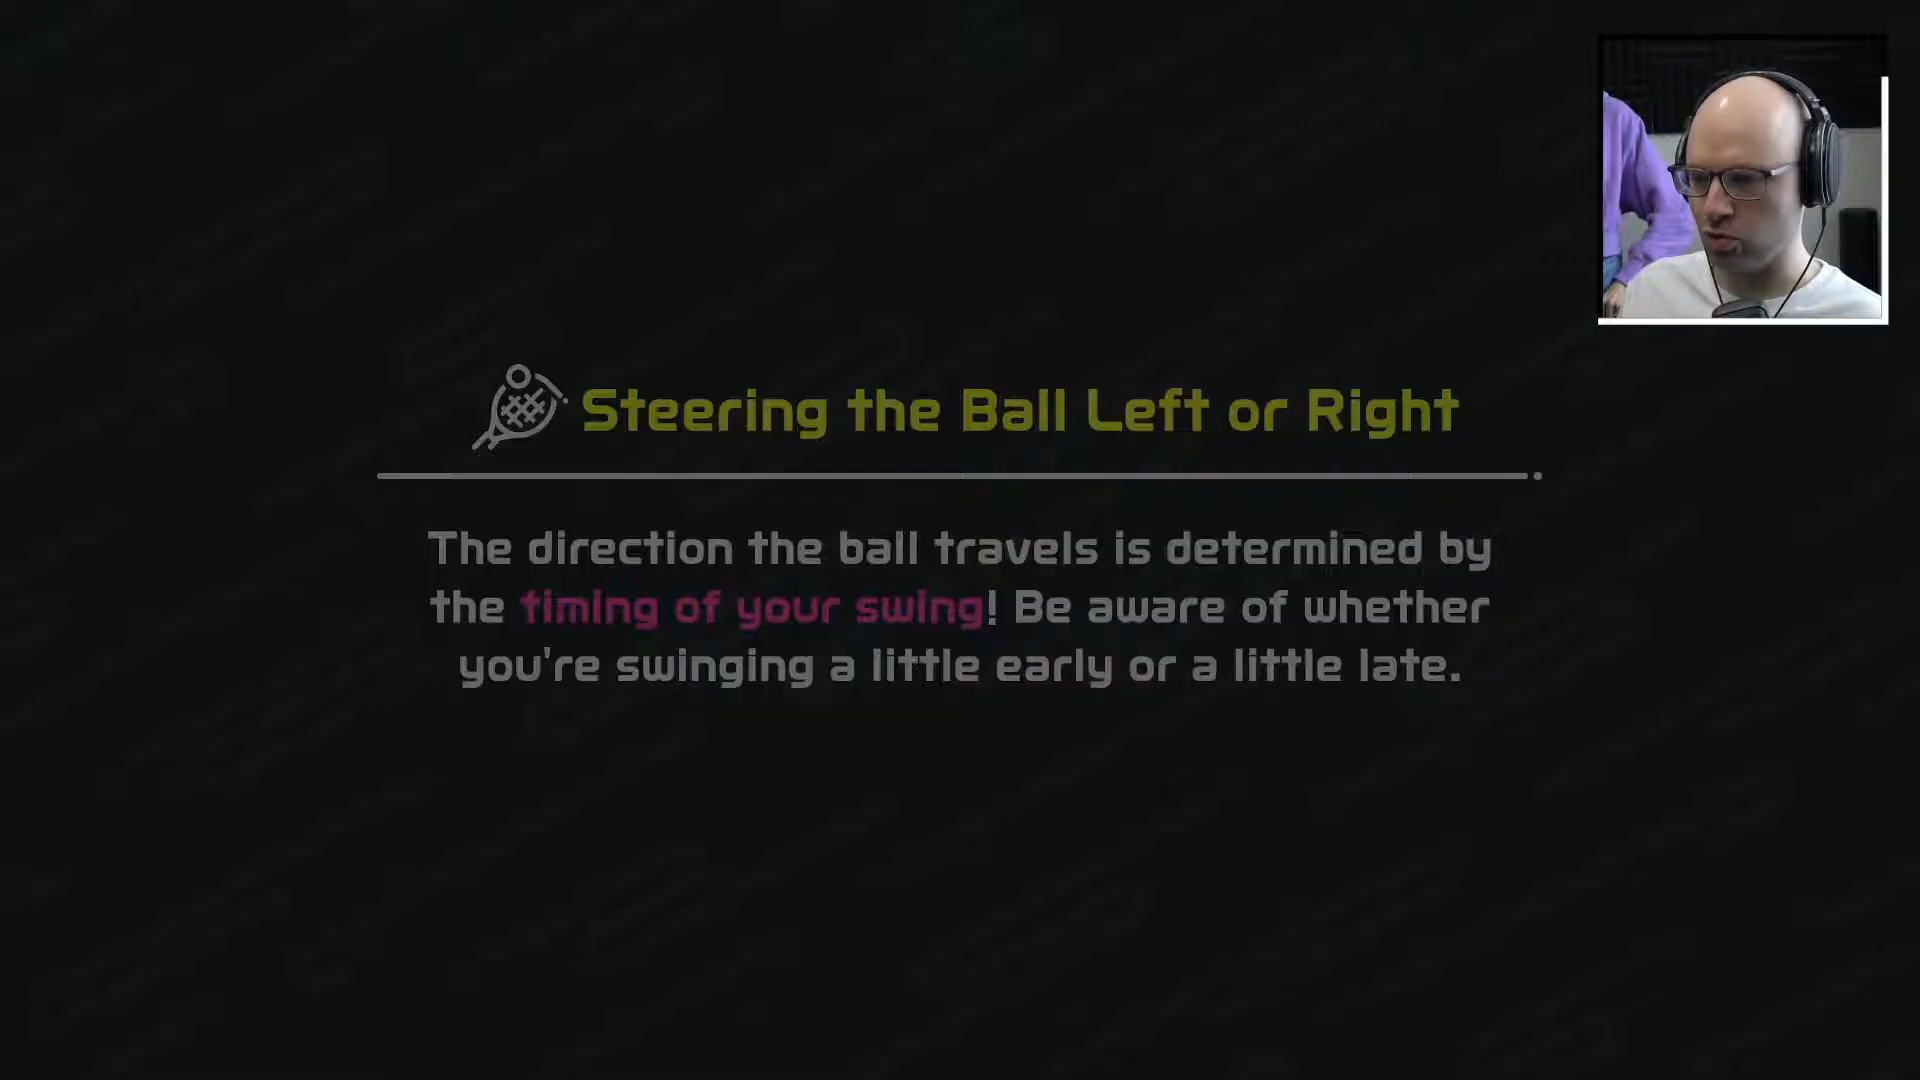 Steering the Ball Left or Right
The direction the ball travels is determined by
the timing of your swing! Be aware of whether
you're swinging a little early or a little late.